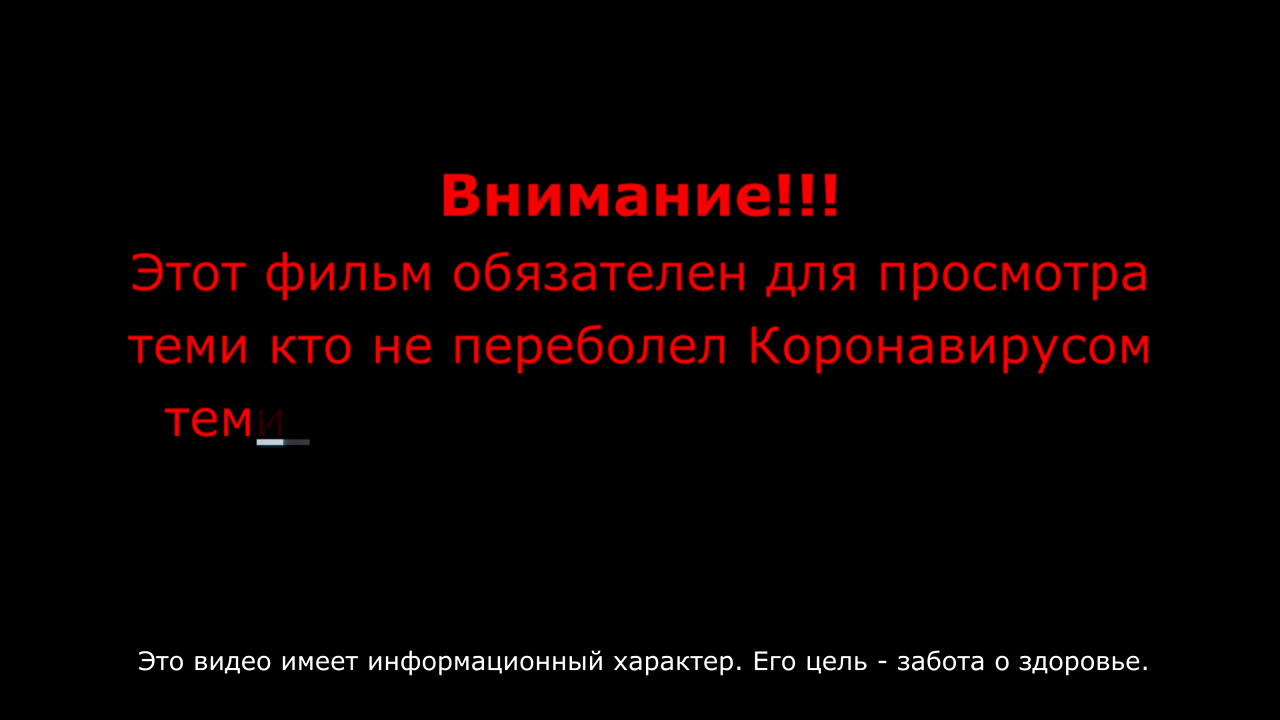 Внимание!!!
Этот фильм обязателен для просмотра
теми кто не переболел Коронавирусом
теми
Это видео имеет информационный характер. Его цель - забота о здоровье.